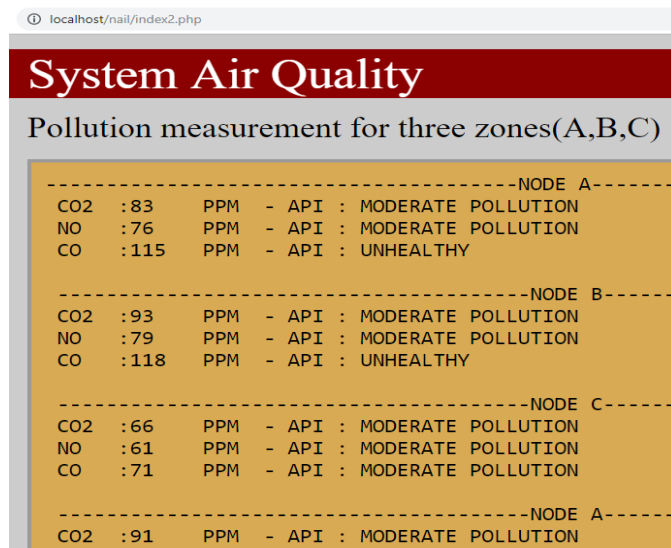 localhost/nail/index2.php
System Air Quality
Pollution measurement for three zones(A,B,C)
---------------------------------------NODE A-------
CO2 :83 PPM - API : MODERATE POLLUTION
NO :76 PPM - API : MODERATE POLLUTION
CO :115 PPM - API : UNHEALTHY
---------------------------------------NODE B------
CO2 :93 PPM - API : MODERATE POLLUTION
NO :79 PPM - API : MODERATE POLLUTION
CO :118 PPM - API : UNHEALTHY
---------------------------------------NODE C------
CO2 :66 PPM - API : MODERATE POLLUTION
NO :61 PPM - API : MODERATE POLLUTION
CO :71 PPM - API : MODERATE POLLUTION
---------------------------------------NODE A------
CO2 :91 PPM - API : MODERATE POLLUTION